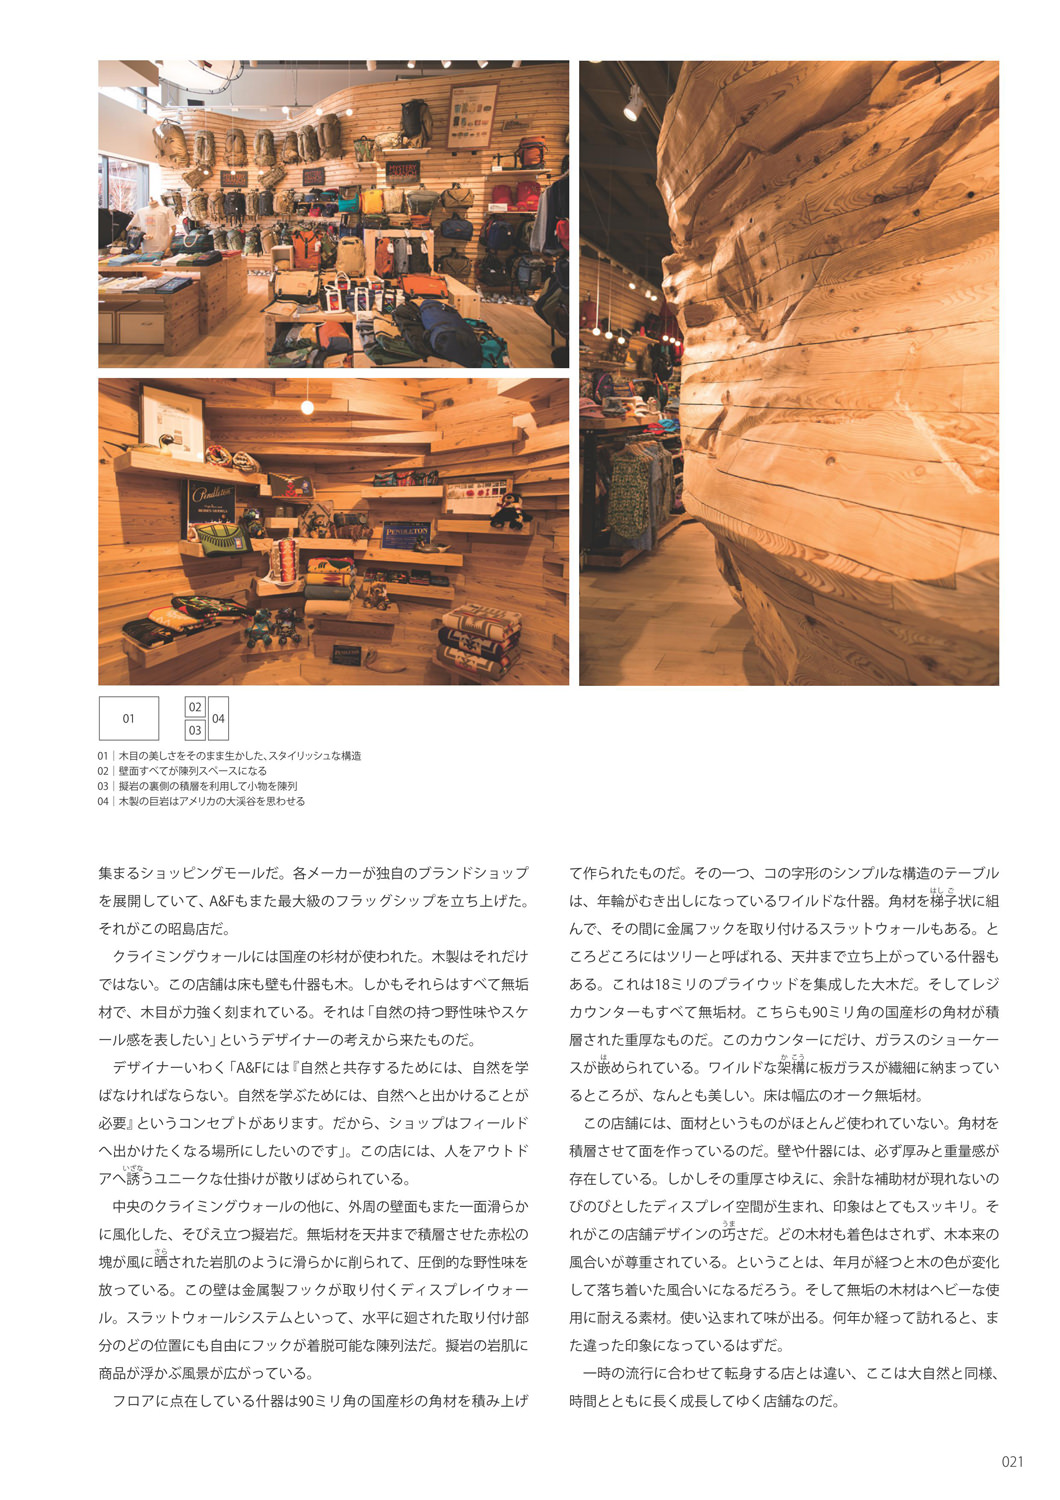 Pendleton
PENDLETON
01
02
03
04
01｜木目の美しさをそのまま生かした、スタイリッシュな構造
02｜壁面すべてが陳列スペースになる
03｜擬岩の裏側の積層を利用して小物を陳列
04｜木製の巨岩はアメリカの大渓谷を思わせる
集まるショッピングモールだ。各メーカーが独自のブランドショップ
を展開していて、A&Fもまた最大級のフラッグシップを立ち上げた。
それがこの昭島店だ。
　クライミングウォールには国産の杉材が使われた。木製はそれだけ
ではない。この店舗は床も壁も什器も木。しかもそれらはすべて無垢
材で、木目が力強く刻まれている。それは「自然の持つ野性味やスケ
ール感を表したい」というデザイナーの考えから来たものだ。
　デザイナーいわく「A&Fには『自然と共存するためには、自然を学
ばなければならない。自然を学ぶためには、自然へと出かけることが
必要』というコンセプトがあります。だから、ショップはフィールド
へ出かけたくなる場所にしたいのです」。この店には、人をアウトド
アへ誘うユニークな仕掛けが散りばめられている。
　中央のクライミングウォールの他に、外周の壁面もまた一面滑らか
に風化した、そびえ立つ擬岩だ。無垢材を天井まで積層させた赤松の
塊が風に晒された岩肌のように滑らかに削られて、圧倒的な野性味を
放っている。この壁は金属製フックが取り付くディスプレイウォー
ル。スラットウォールシステムといって、水平に廻された取り付け部
分のどの位置にも自由にフックが着脱可能な陳列法だ。擬岩の岩肌に
商品が浮かぶ風景が広がっている。
　フロアに点在している什器は90ミリ角の国産杉の角材を積み上げ
て作られたものだ。その一つ、コの字形のシンプルな構造のテーブル
は、年輪がむき出しになっているワイルドな什器。角材を梯子状に組
んで、その間に金属フックを取り付けるスラットウォールもある。と
ころどころにはツリーと呼ばれる、天井まで立ち上がっている什器も
ある。これは18ミリのプライウッドを集成した大木だ。そしてレジ
カウンターもすべて無垢材。こちらも90ミリ角の国産杉の角材が積
層された重厚なものだ。このカウンターにだけ、ガラスのショーケー
スが嵌められている。ワイルドな架構に板ガラスが繊細に納まってい
るところが、なんとも美しい。床は幅広のオーク無垢材。
　この店舗には、面材というものがほとんど使われていない。角材を
積層させて面を作っているのだ。壁や什器には、必ず厚みと重量感が
存在している。しかしその重厚さゆえに、余計な補助材が現れないの
びのびとしたディスプレイ空間が生まれ、印象はとてもスッキリ。そ
れがこの店舗デザインの巧さだ。どの木材も着色はされず、木本来の
風合いが尊重されている。ということは、年月が経つと木の色が変化
して落ち着いた風合いになるだろう。そして無垢の木材はヘビーな使
用に耐える素材。使い込まれて味が出る。何年か経って訪れると、ま
た違った印象になっているはずだ。
　一時の流行に合わせて転身する店とは違い、ここは大自然と同様、
時間とともに長く成長してゆく店舗なのだ。
021